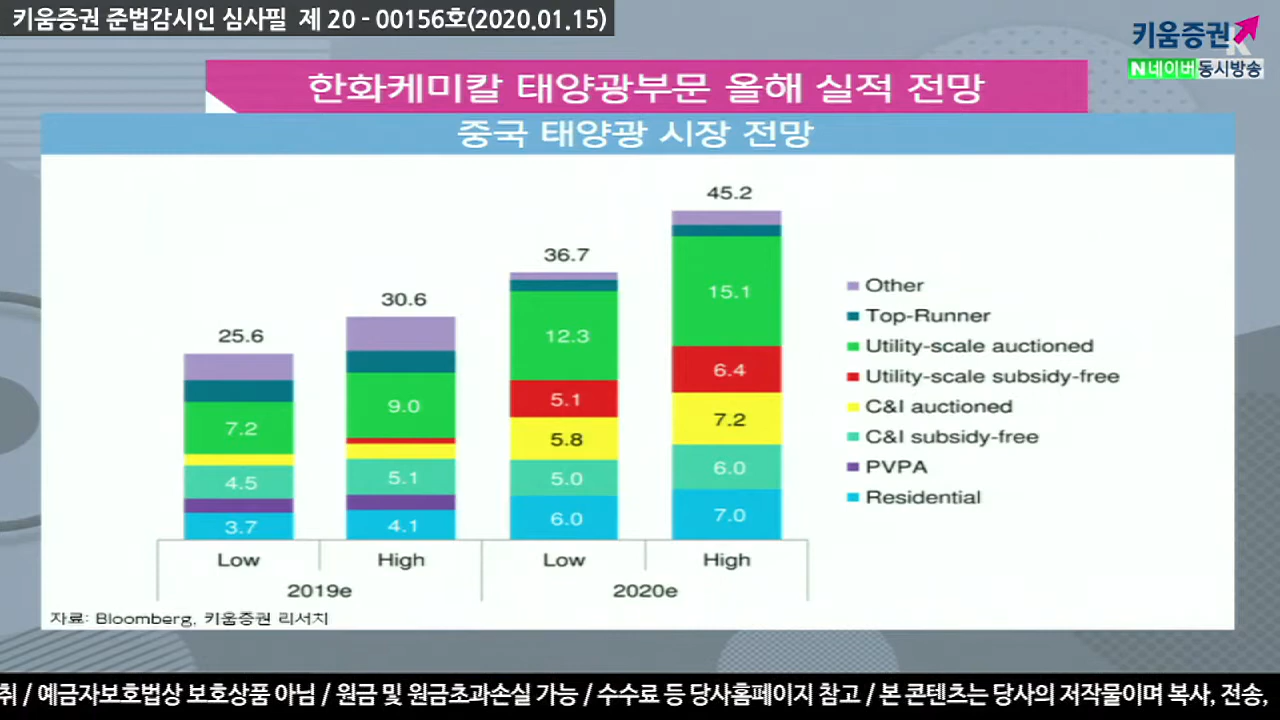 키움증권 준법감시인 심사필 제 20 - 00156호(2020.01.15)
키움증권
K
N 네이버 동시방송
한화케미칼 태양광부문 올해 실적 전망
중국 태양광 시장 전망
45.2
36.7
30.6
25.6
7.2
4.5
3.7
9.0
5.1
4.1
12.3
5.1
5.8
5.0
6.0
15.1
6.4
7.2
6.0
7.0
Other
Top-Runner
Utility-scale auctioned
Utility-scale subsidy-free
C&I auctioned
C&I subsidy-free
PVPA
Residential
Low High Low High
2019e 2020e
자료: Bloomberg, 키움증권 리서치
취 / 예금자보호법상 보호상품 아님 / 원금 및 원금초과손실 가능 / 수수료 등 당사홈페이지 참고 / 본 콘텐츠는 당사의 저작물이며 복사, 전송,